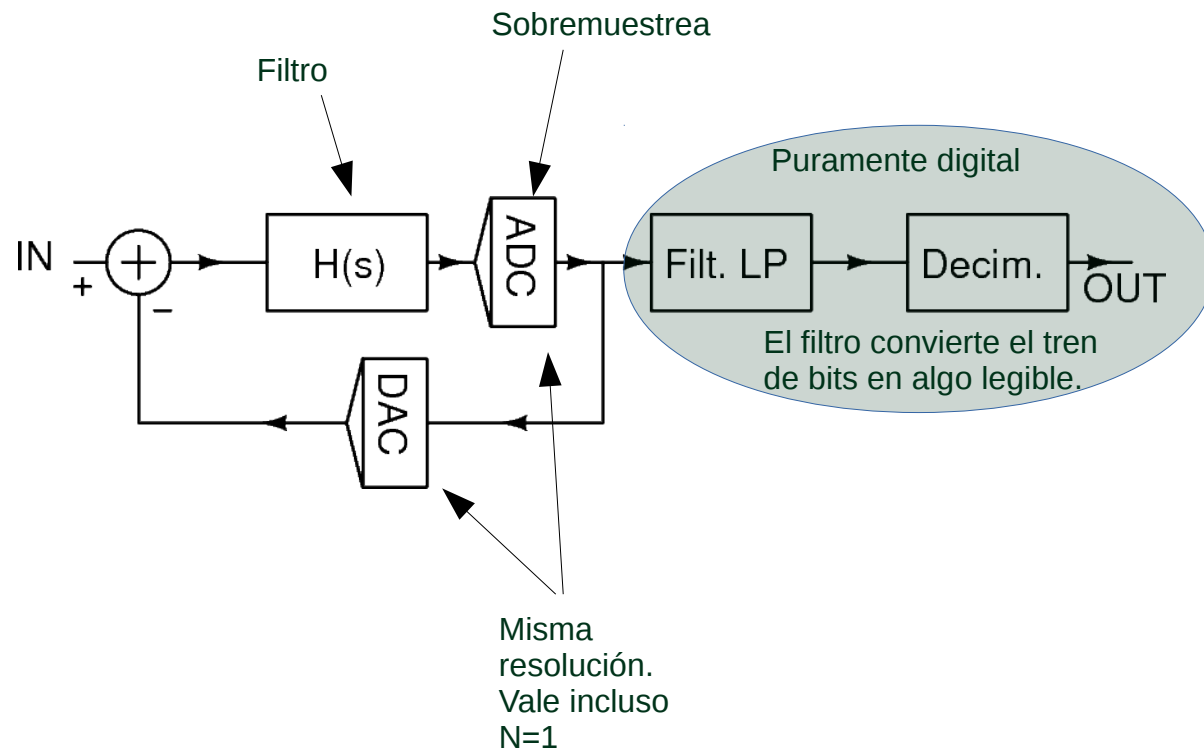 Sobremuestrea
Filtro
Puramente digital
IN
+
+
−
H(s)
ADC
Filt. LP
Decim.
OUT
El filtro convierte el tren
de bits en algo legible.
DAC
Misma
resolución.
Vale incluso
N=1